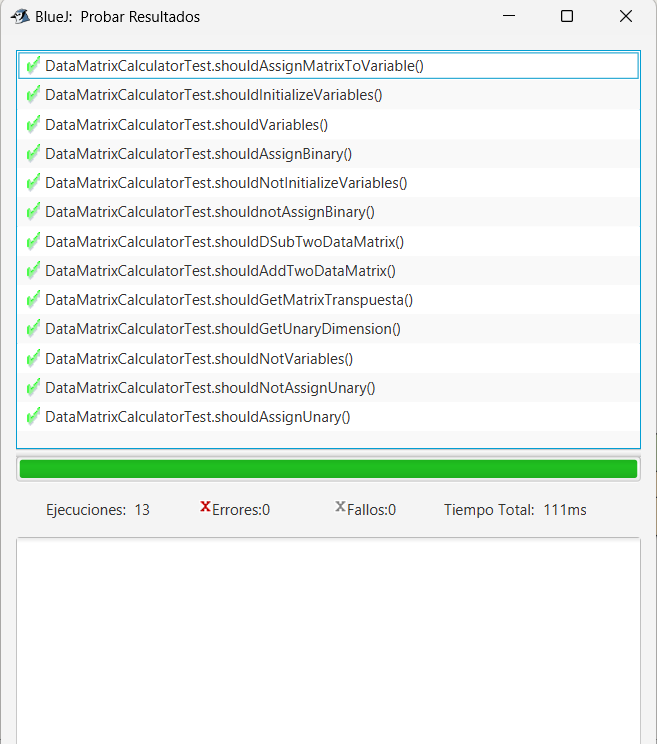 BlueJ: Probar Resultados
DataMatrixCalculatorTest.shouldAssignMatrixToVariable()
DataMatrixCalculatorTest.shouldInitializeVariables()
DataMatrixCalculatorTest.shouldVariables()
DataMatrixCalculatorTest.shouldAssignBinary()
DataMatrixCalculatorTest.shouldNotInitializeVariables()
DataMatrixCalculatorTest.shouldnotAssignBinary()
DataMatrixCalculatorTest.shouldDSubTwoDataMatrix()
DataMatrixCalculatorTest.shouldAddTwoDataMatrix()
DataMatrixCalculatorTest.shouldGetMatrixTranspuesta()
DataMatrixCalculatorTest.shouldGetUnaryDimension()
DataMatrixCalculatorTest.shouldNotVariables()
DataMatrixCalculatorTest.shouldNotAssignUnary()
DataMatrixCalculatorTest.shouldAssignUnary()
Ejecuciones: 13 Errores:0 Fallos:0 Tiempo Total: 111ms